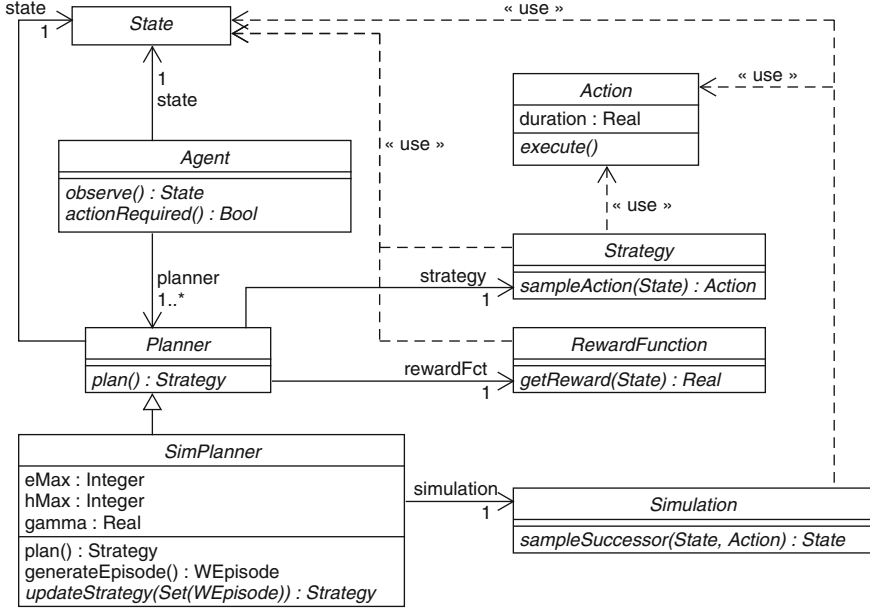 state
1
State
« use »
1
state
Action
duration : Real
execute()
« use »
« use »
Agent
observe() : State
actionRequired() : Bool
« use »
planner
1..*
strategy
1
Strategy
sampleAction(State) : Action
Planner
plan() : Strategy
rewardFct
1
RewardFunction
getReward(State) : Real
SimPlanner
eMax : Integer
hMax : Integer
gamma : Real
plan() : Strategy
generateEpisode() : WEpisode
updateStrategy(Set(WEpisode)) : Strategy
simulation
1
Simulation
sampleSuccessor(State, Action) : State